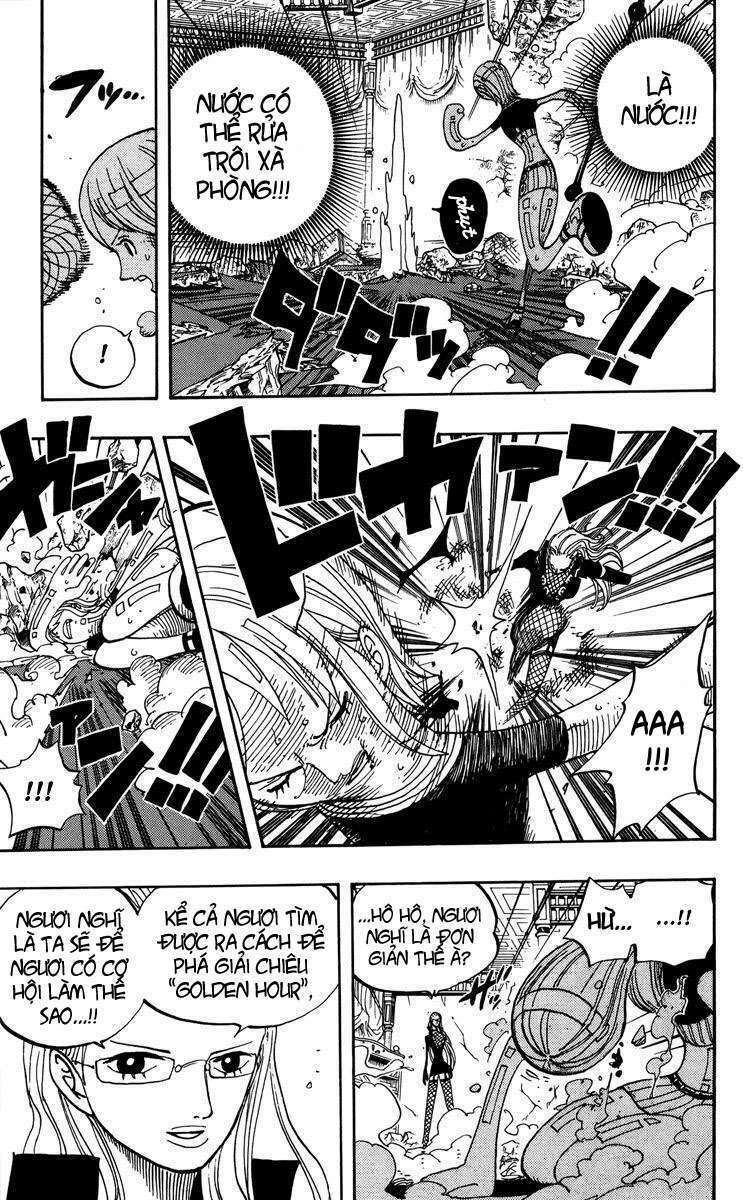 LÀ
NƯỚC!!!
NƯỚC CÓ
THỂ RỬA
TRÔI XÀ
PHÒNG!!!
phụt
ダダダッ!!
フッ…
!
ドカァン!!!
AAA
!!!
ガシャ
アン
!!!
...!!
HỪ...
...HÔ HÔ, NGƯƠI
NGHĨ LÀ ĐƠN
GIẢN THẾ À?
KỂ CẢ NGƯƠI TÌM
ĐƯỢC RA CÁCH ĐỂ
PHÁ GIẢI CHIÊU
“GOLDEN HOUR”,
NGƯƠI NGHĨ
LÀ TA SẼ ĐỂ
NGƯƠI CÓ CƠ
HỘI LÀM THẾ
SAO...!!